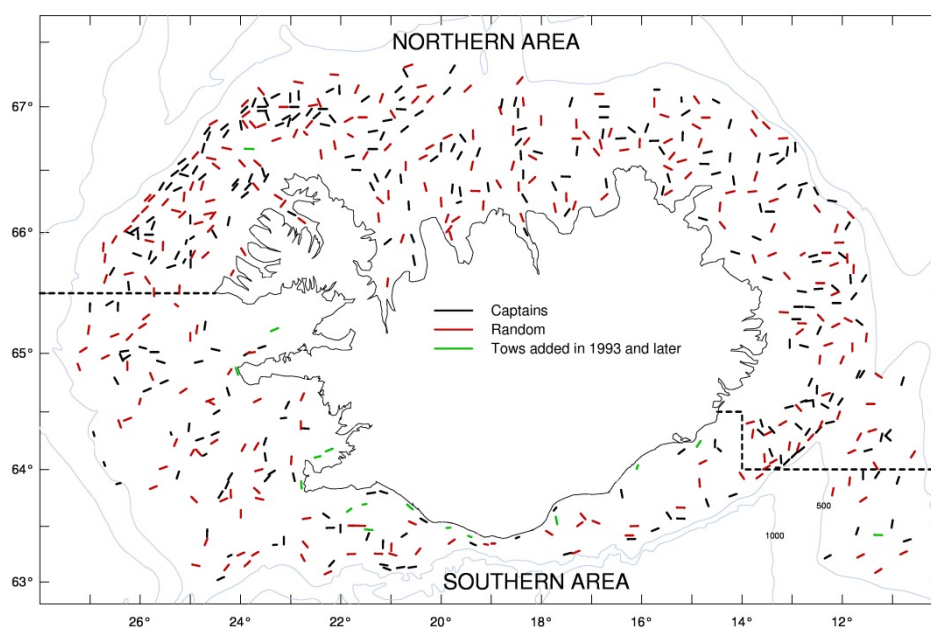 NORTHERN AREA
67°
66°
Captains
Random
65°
Tows added in 1993 and later
64°
500
1000
63°
SOUTHERN AREA
26° 24° 22° 20° 18° 16° 14° 12°